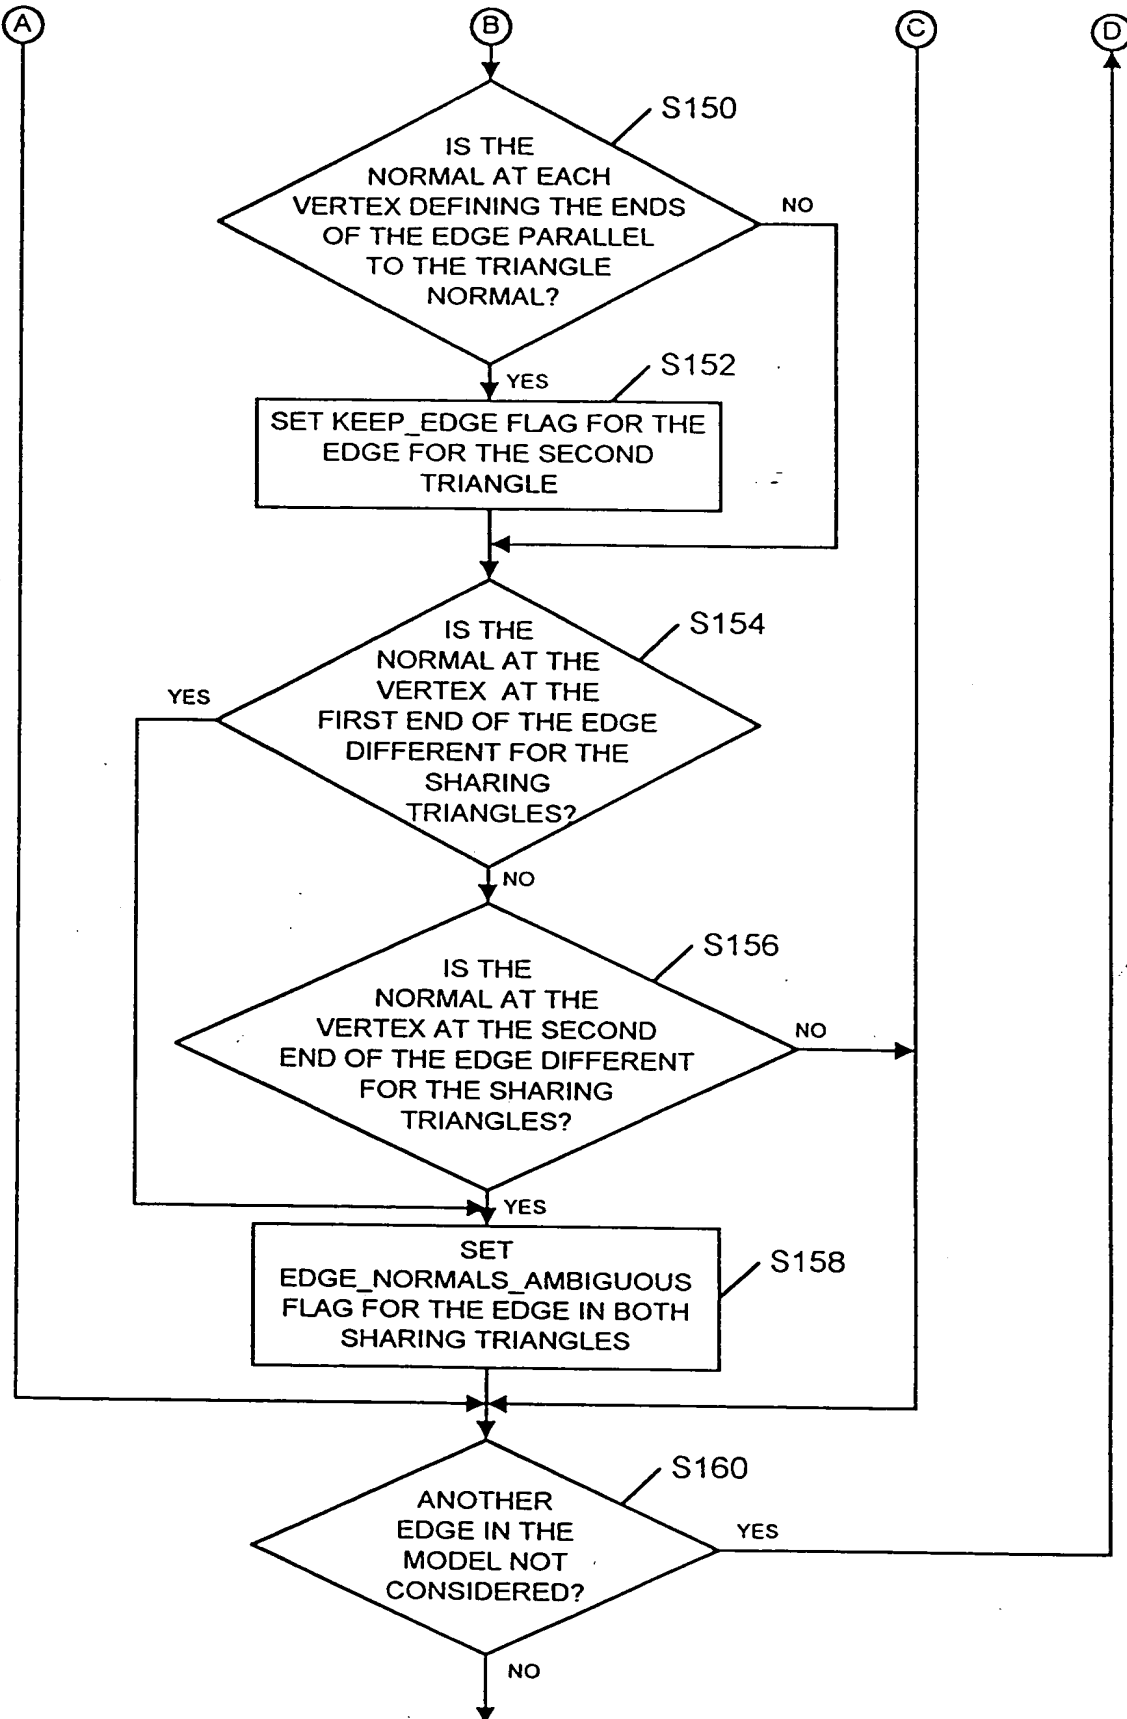 A
B
C
D
S150
IS THE
NORMAL AT EACH
VERTEX DEFINING THE ENDS
OF THE EDGE PARALLEL
TO THE TRIANGLE
NORMAL?
NO
YES
S152
SET KEEP_EDGE FLAG FOR THE
EDGE FOR THE SECOND
TRIANGLE
S154
IS THE
NORMAL AT THE
VERTEX AT THE
FIRST END OF THE EDGE
DIFFERENT FOR THE
SHARING
TRIANGLES?
YES
NO
S156
IS THE
NORMAL AT THE
VERTEX AT THE SECOND
END OF THE EDGE DIFFERENT
FOR THE SHARING
TRIANGLES?
NO
YES
S158
SET
EDGE_NORMALS_AMBIGUOUS
FLAG FOR THE EDGE IN BOTH
SHARING TRIANGLES
S160
ANOTHER
EDGE IN THE
MODEL NOT
CONSIDERED?
YES
NO